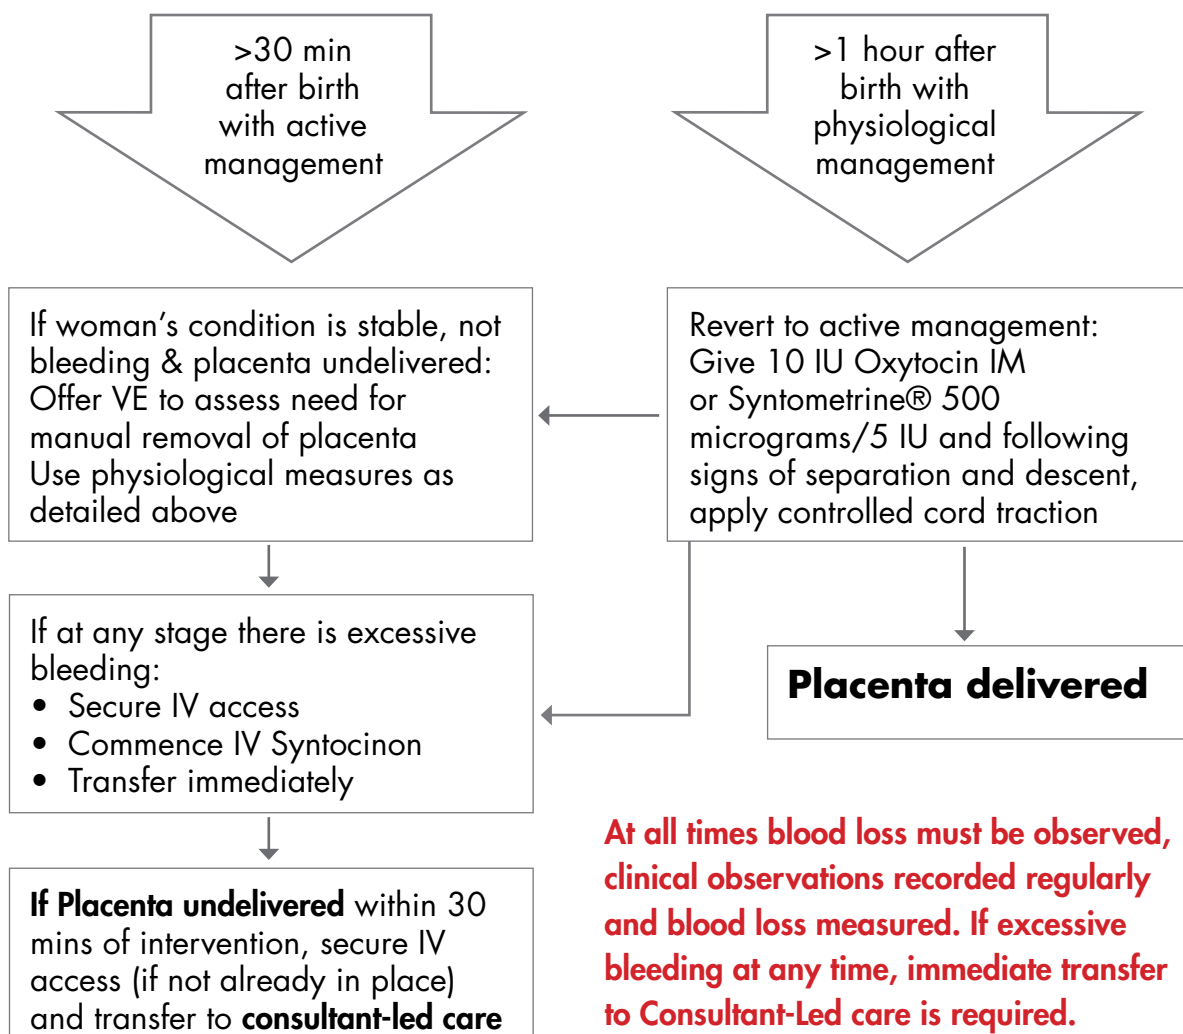 >30 min
after birth
with active
management
>1 hour after
birth with
physiological
management
If woman's condition is stable, not
bleeding & placenta undelivered:
Offer VE to assess need for
manual removal of placenta
Use physiological measures as
detailed above
Revert to active management:
Give 10 IU Oxytocin IM
or Syntometrine® 500
micrograms/5 IU and following
signs of separation and descent,
apply controlled cord traction
If at any stage there is excessive
bleeding:
• Secure IV access
• Commence IV Syntocinon
• Transfer immediately
Placenta delivered
If Placenta undelivered within 30
mins of intervention, secure IV
access (if not already in place)
and transfer to consultant-led care
At all times blood loss must be observed,
clinical observations recorded regularly
and blood loss measured. If excessive
bleeding at any time, immediate transfer
to Consultant-Led care is required.